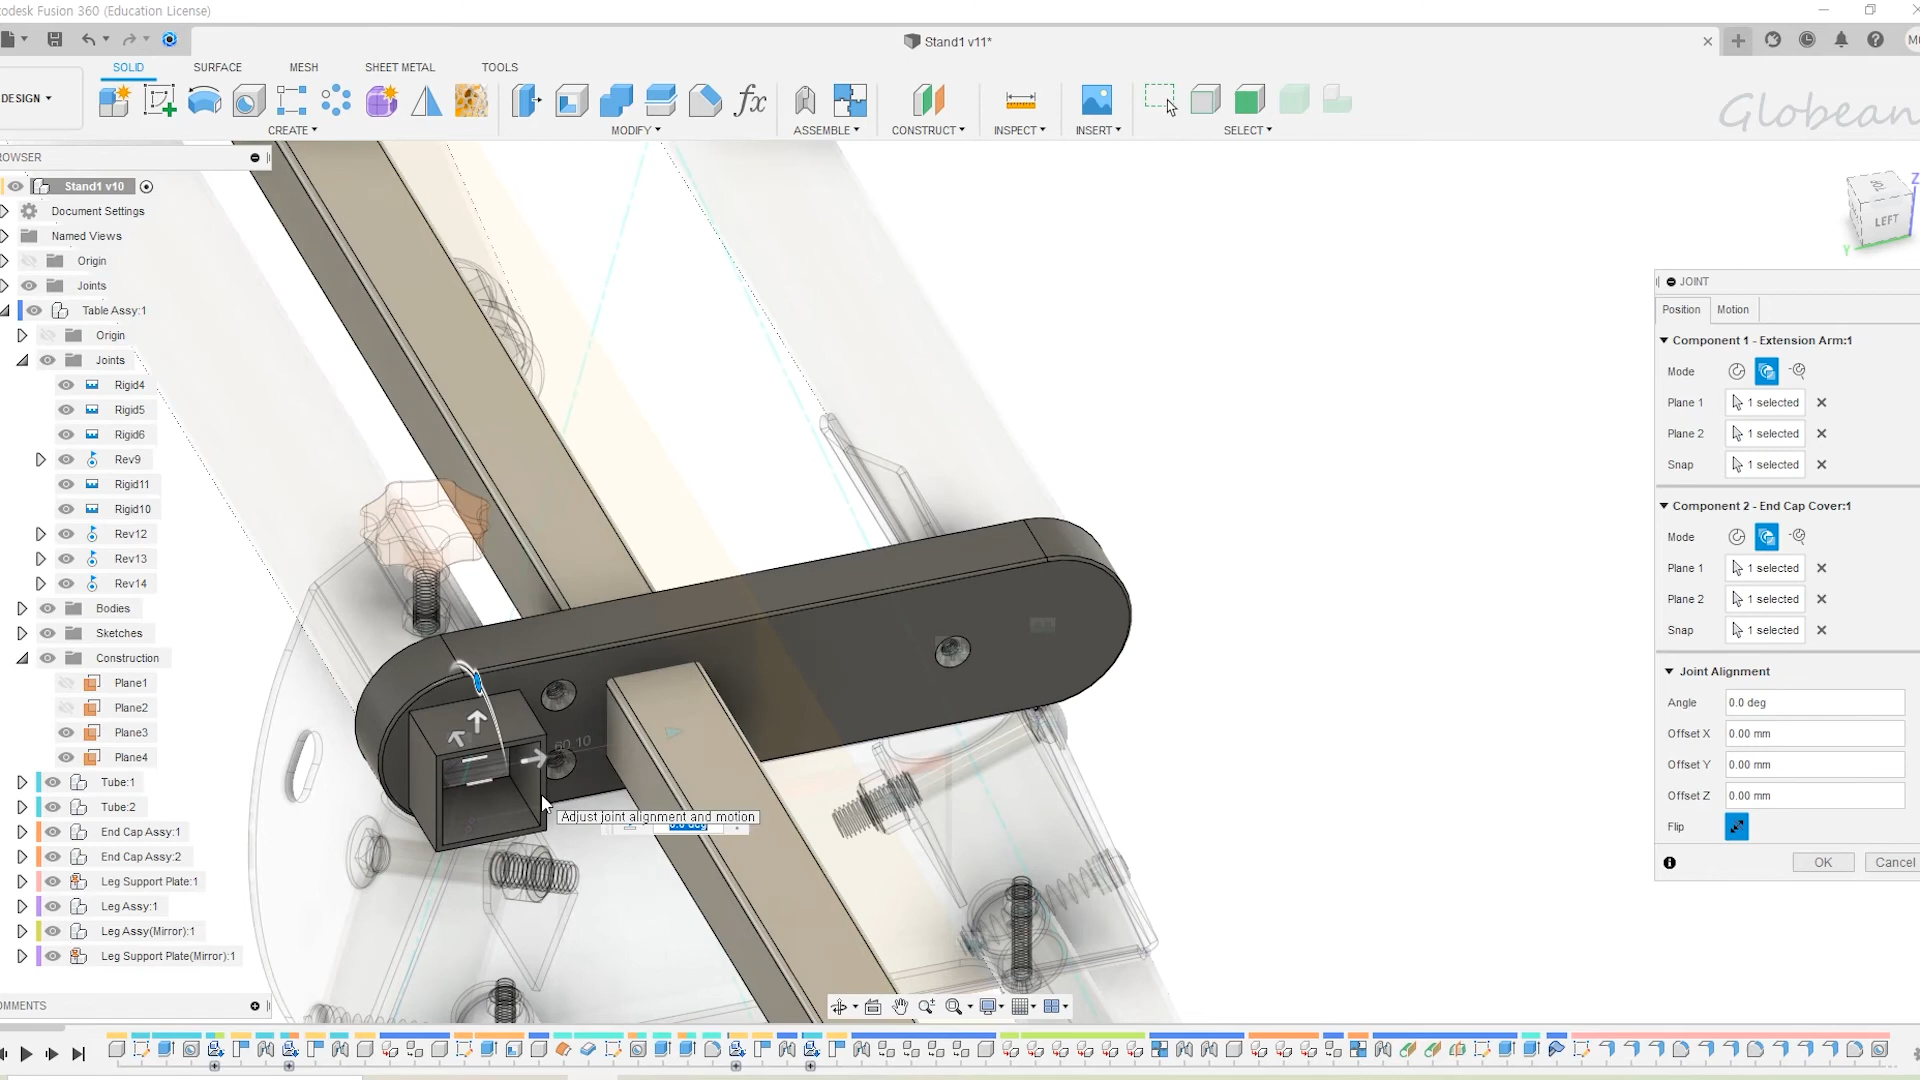 todesk Fusion 360 (Education License)
Stand1 v11*
SOLID SURFACE MESH SHEET METAL TOOLS
DESIGN
CREATE MODIFY ASSEMBLE CONSTRUCT INSPECT INSERT SELECT
Globean
ROWSER
Stand1 v10
Document Settings
Named Views
Origin
Joints
Table Assy:1
Origin
Joints
Rigid4
Rigid5
Rigid6
Rev9
Rigid11
Rigid10
Rev12
Rev13
Rev14
Bodies
Sketches
Construction
Plane1
Plane2
Plane3
Plane4
Tube:1
Tube:2
End Cap Assy:1
End Cap Assy:2
Leg Support Plate:1
Leg Assy:1
Leg Assy(Mirror):1
Leg Support Plate(Mirror):1
OMMENTS
TOP
LEFT
Z
Y
60.10
Adjust joint alignment and motion
0.0 deg
JOINT
Position Motion
Component 1 - Extension Arm:1
Mode
Plane 1 1 selected
Plane 2 1 selected
Snap 1 selected
Component 2 - End Cap Cover:1
Mode
Plane 1 1 selected
Plane 2 1 selected
Snap 1 selected
Joint Alignment
Angle 0.0 deg
Offset X 0.00 mm
Offset Y 0.00 mm
Offset Z 0.00 mm
Flip
OK Cancel